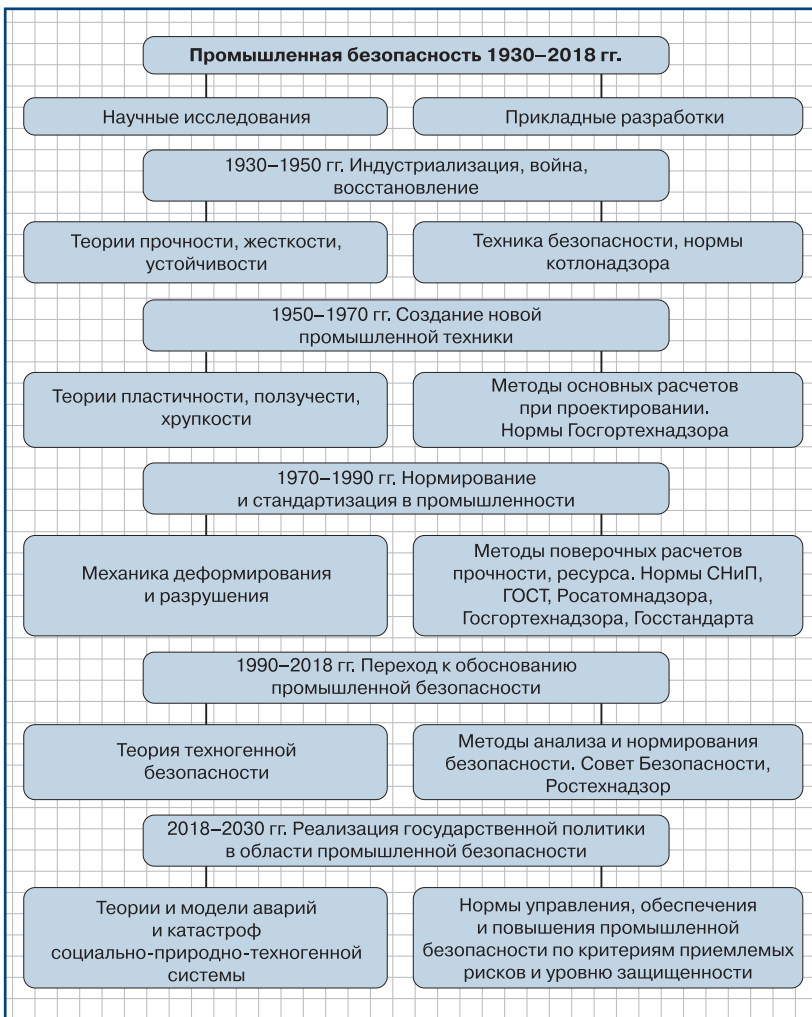 Промышленная безопасность 1930–2018 гг.
Научные исследования
Прикладные разработки
1930–1950 гг. Индустриализация, война,
восстановление
Теории прочности, жесткости,
устойчивости
Техника безопасности, нормы
котлонадзора
1950–1970 гг. Создание новой
промышленной техники
Теории пластичности, ползучести,
хрупкости
Методы основных расчетов
при проектировании.
Нормы Госгортехнадзора
1970–1990 гг. Нормирование
и стандартизация в промышленности
Механика деформирования
и разрушения
Методы поверочных расчетов
прочности, ресурса. Нормы СНиП,
ГОСТ, Росатомнадзора,
Госгортехнадзора, Госстандарта
1990–2018 гг. Переход к обоснованию
промышленной безопасности
Теория техногенной
безопасности
Методы анализа и нормирования
безопасности. Совет Безопасности,
Ростехнадзор
2018–2030 гг. Реализация государственной политики
в области промышленной безопасности
Теории и модели аварий
и катастроф
социально-природно-техногенной
системы
Нормы управления, обеспечения
и повышения промышленной
безопасности по критериям приемлемых
рисков и уровню защищенности